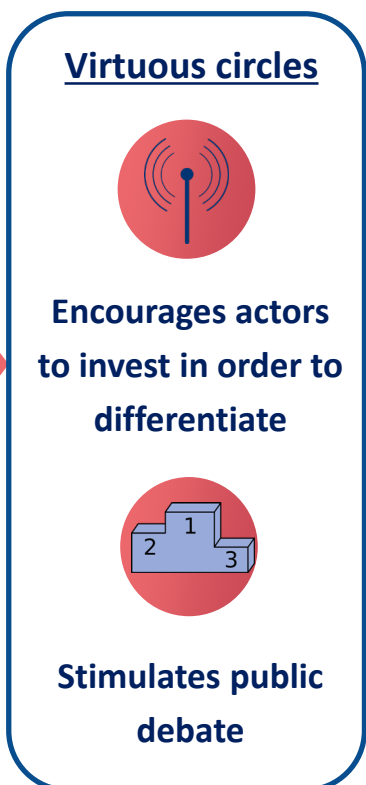 Virtuous circles
Encourages actors
to invest in order to
differentiate
1
2
3
Stimulates public
debate